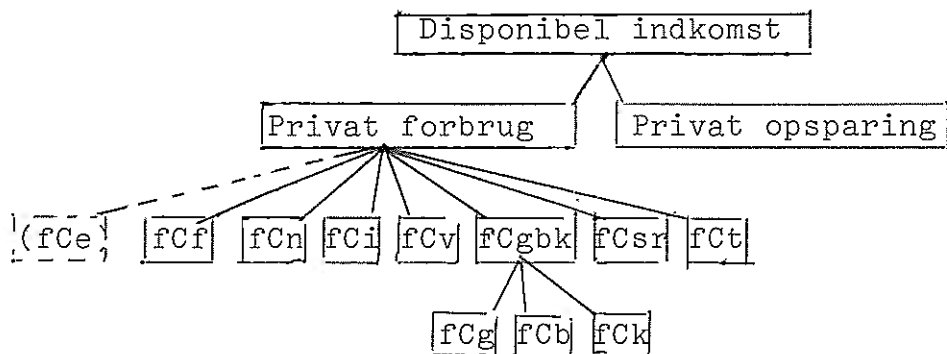 Disponibel indkomst
Privat forbrug Privat opsparing
(fCe) fCf fCn fCi fCv fCgbk fCsr fCt
fCg fCb fCk